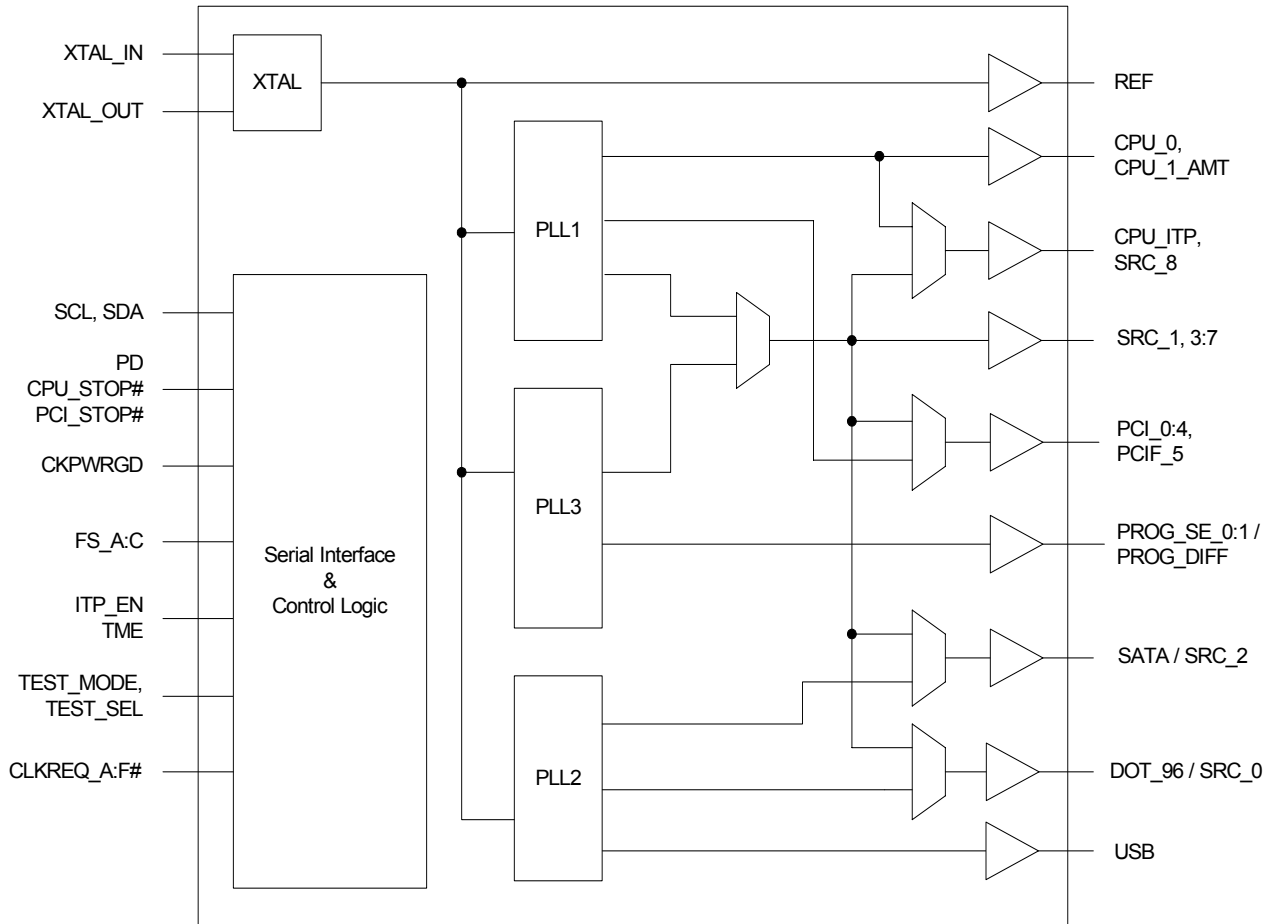 XTAL_IN
XTAL_OUT
XTAL
REF
CPU_0,
CPU_1_AMT
PLL1
CPU_ITP,
SRC_8
SCL, SDA
SRC_1, 3:7
PD
CPU_STOP#
PCI_STOP#
PCI_0:4,
PCIF_5
CKPWRGD
PLL3
FS_A:C
PROG_SE_0:1 /
PROG_DIFF
Serial Interface
&
Control Logic
ITP_EN
TME
SATA / SRC_2
TEST_MODE,
TEST_SEL
CLKREQ_A:F#
PLL2
DOT_96 / SRC_0
USB